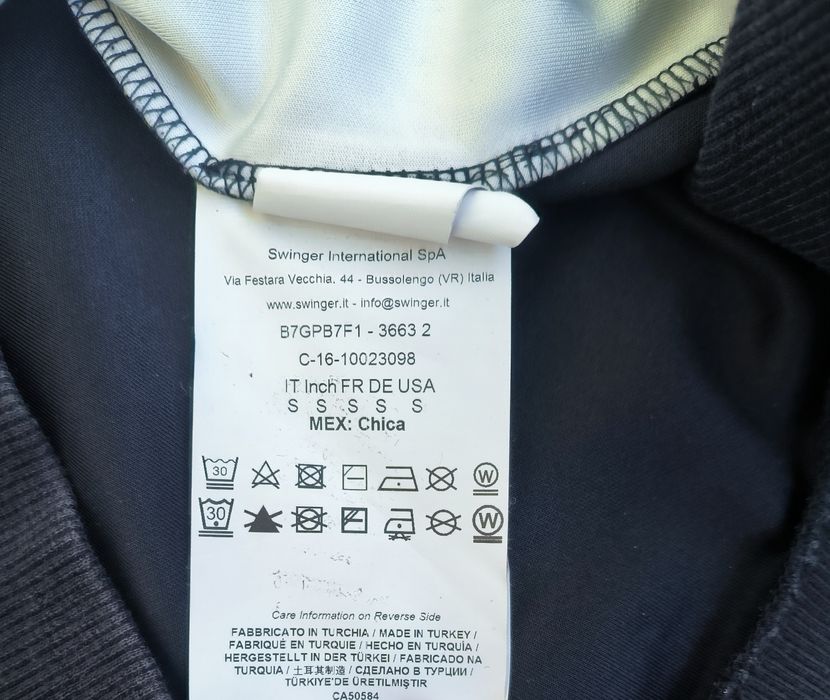 Swinger International SpA
Via Festara Vecchia. 44 - Bussolengo (VR) Italia
www.swinger.it - info@swinger.it
B7GPB7F1 - 3663 2
C-16-10023098
IT Inch FR DE USA
S S S S S
MEX: Chica
30 W
30 W
Care Information on Reverse Side
FABBRICATO IN TURCHIA / MADE IN TURKEY /
FABRIQUÉ EN TURQUIE / HECHO EN TURQUÍA /
HERGESTELLT IN DER TÜRKEI / FABRICADO NA
TURQUIA / 土耳其制造 / СДЕЛАНО В ТУРЦИИ /
TÜRKİYE'DE ÜRETILMIŞTIR
CA50584